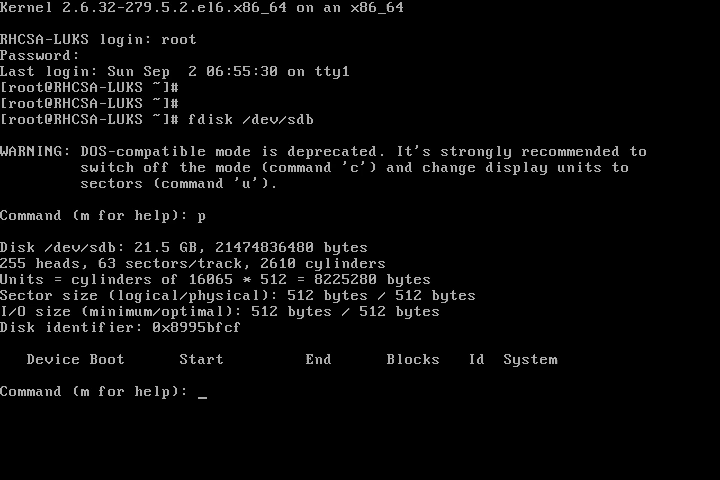 Kernel 2.6.32-279.5.2.el6.x86_64 on an x86_64
RHCSA-LUKS login: root
Password:
Last login: Sun Sep  2 06:55:30 on tty1
[root@RHCSA-LUKS ~]#
[root@RHCSA-LUKS ~]#
[root@RHCSA-LUKS ~]# fdisk /dev/sdb
WARNING: DOS-compatible mode is deprecated. It's strongly recommended to
         switch off the mode (command 'c') and change display units to
         sectors (command 'u').
Command (m for help): p
Disk /dev/sdb: 21.5 GB, 21474836480 bytes
255 heads, 63 sectors/track, 2610 cylinders
Units = cylinders of 16065 * 512 = 8225280 bytes
Sector size (logical/physical): 512 bytes / 512 bytes
I/O size (minimum/optimal): 512 bytes / 512 bytes
Disk identifier: 0x8995bfcf
   Device Boot      Start         End      Blocks   Id  System
Command (m for help): _